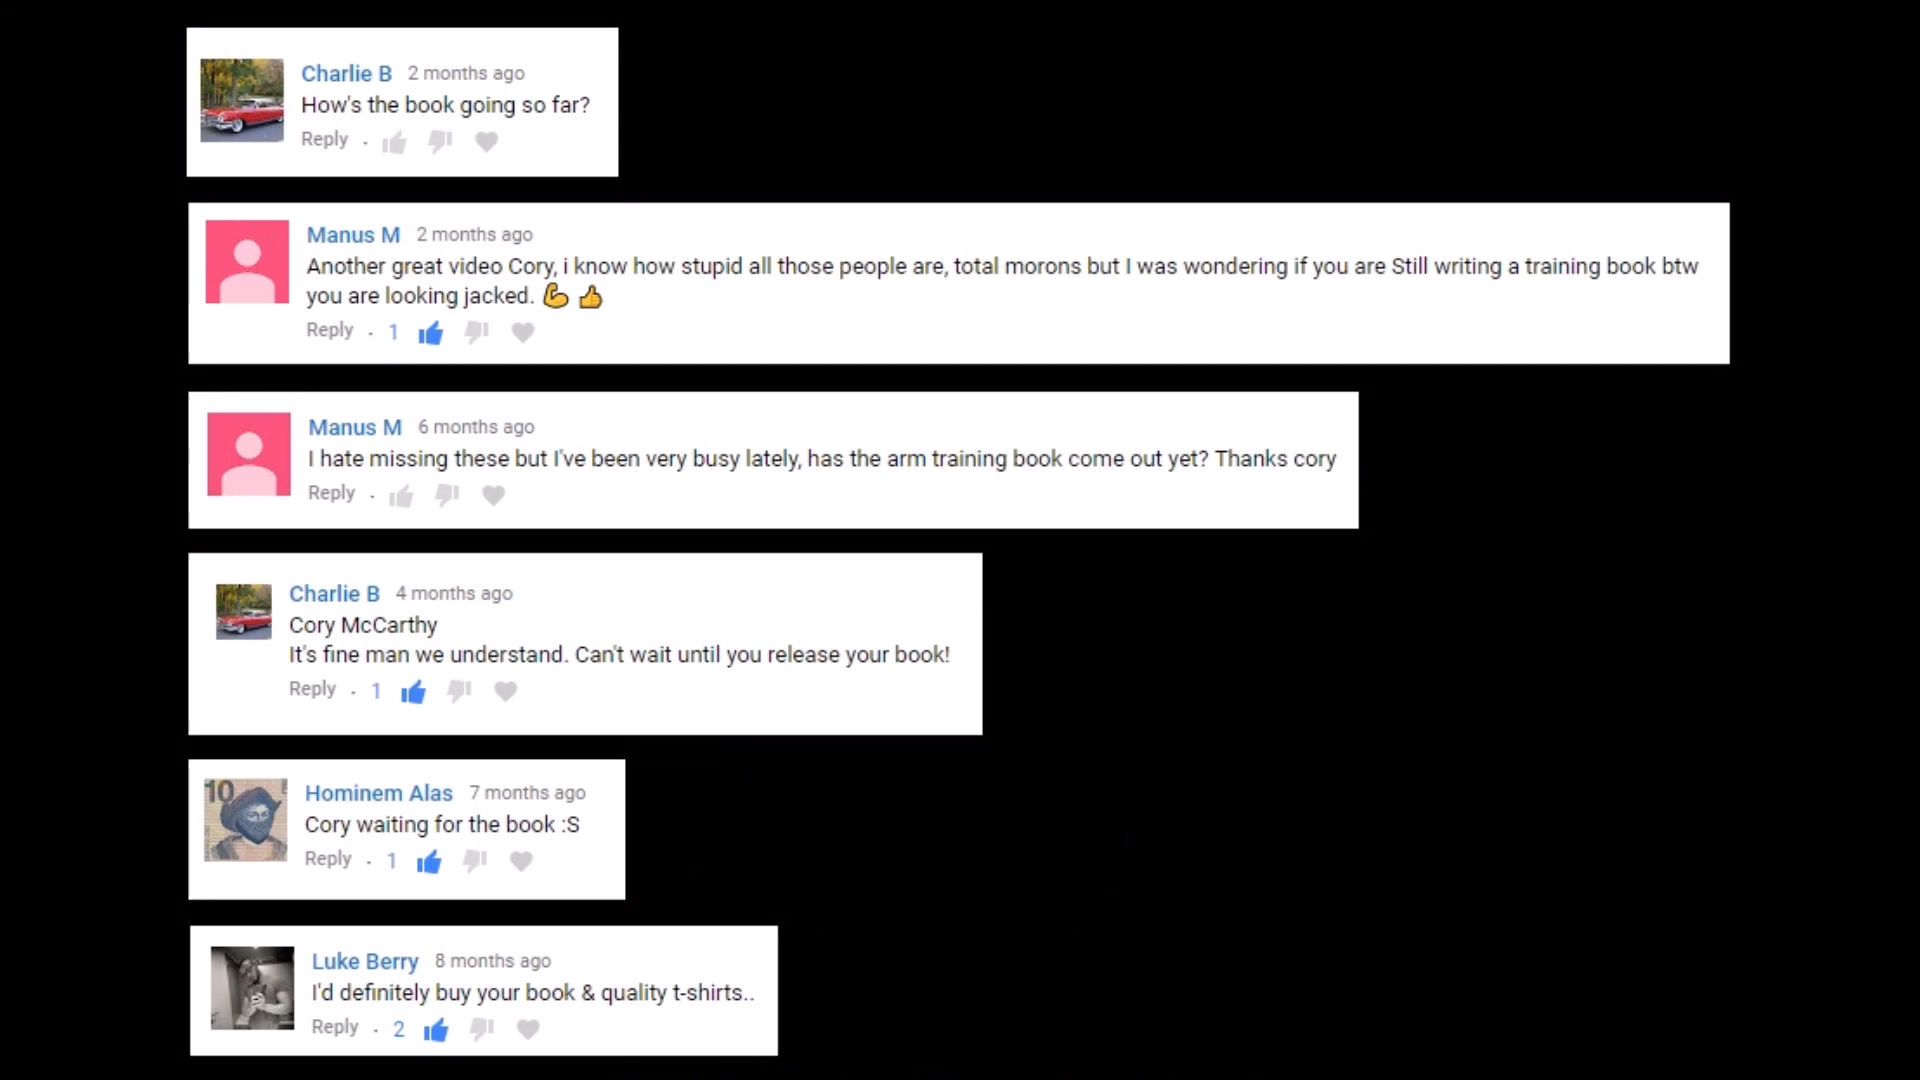 Charlie B 2 months ago
How's the book going so far?
Reply
Manus M 2 months ago
Another great video Cory, i know how stupid all those people are, total morons but I was wondering if you are Still writing a training book btw
you are looking jacked. 💪 👍
Reply · 1
Manus M 6 months ago
I hate missing these but I've been very busy lately, has the arm training book come out yet? Thanks cory
Reply ·
Charlie B 4 months ago
Cory McCarthy
It's fine man we understand. Can't wait until you release your book!
Reply · 1
10
Hominem Alas 7 months ago
Cory waiting for the book :S
Reply · 1
Luke Berry 8 months ago
I'd definitely buy your book & quality t-shirts..
Reply · 2